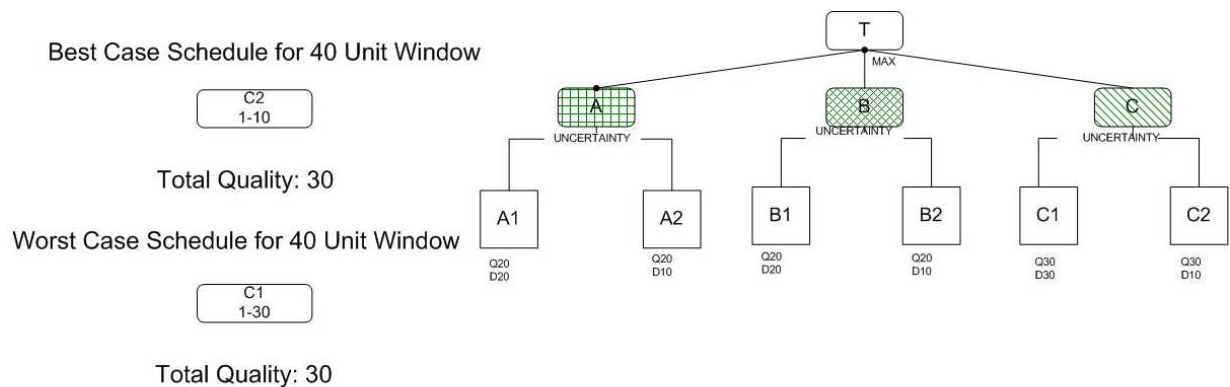 Best Case Schedule for 40 Unit Window
C2
1-10
Total Quality: 30
Worst Case Schedule for 40 Unit Window
C1
1-30
Total Quality: 30
T
MAX
A
B
C
UNCERTAINTY
UNCERTAINTY
UNCERTAINTY
A1
A2
B1
B2
C1
C2
Q20
D20
Q20
D10
Q20
D20
Q20
D10
Q30
D30
Q30
D10